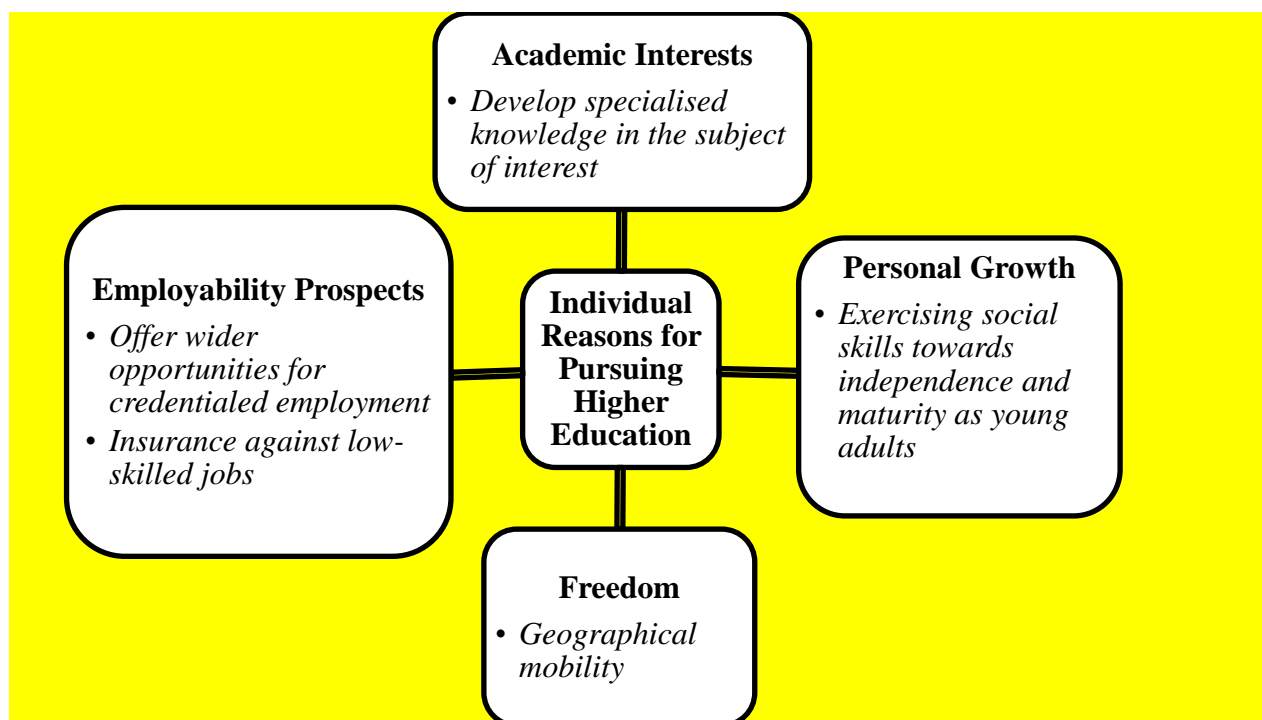 Academic Interests
• Develop specialised
knowledge in the subject
of interest
Employability Prospects
• Offer wider
opportunities for
credentialed employment
• Insurance against low-
skilled jobs
Individual
Reasons for
Pursuing
Higher
Education
Personal Growth
• Exercising social
skills towards
independence and
maturity as young
adults
Freedom
• Geographical
mobility